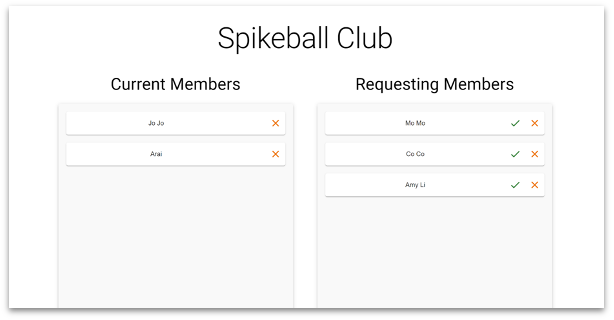 Spikeball Club
Current Members
Jo Jo
Arai
Requesting Members
Mo Mo
Co Co
Amy Li